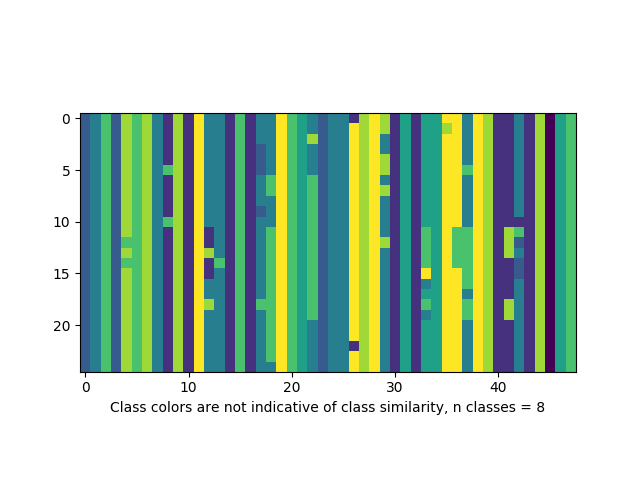 0
5
10
15
20
0 10 20 30 40
Class colors are not indicative of class similarity, n classes = 8